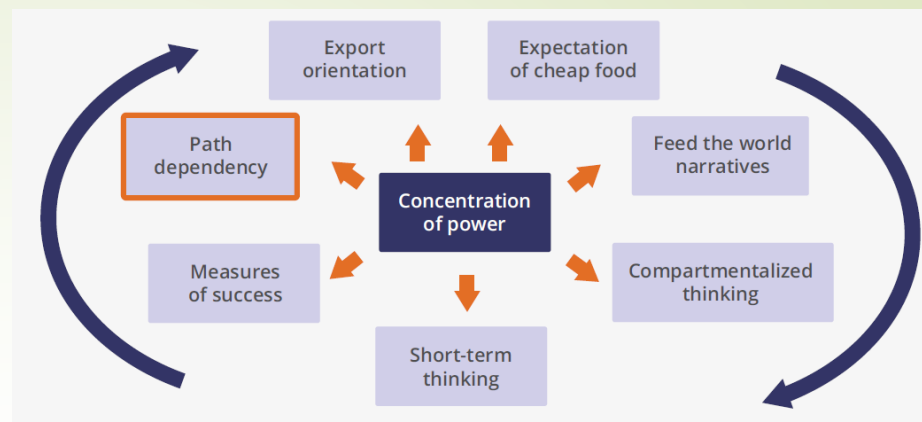 Export
orientation
Expectation
of cheap food
Path
dependency
Feed the world
narratives
Concentration
of power
Measures
of success
Compartmentalized
thinking
Short-term
thinking